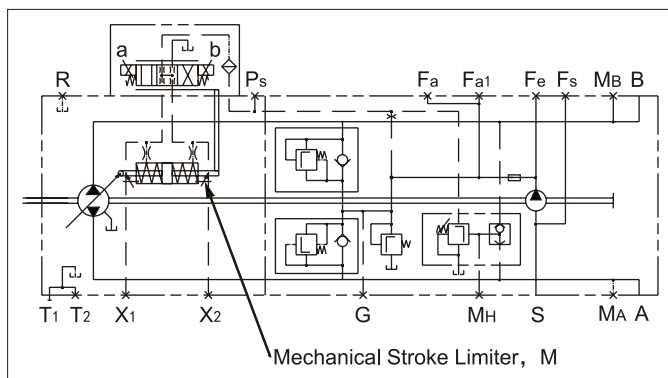 a b
R Ps Fa Fa1 Fe Fs MB B
T1 T2 X1 X2 G MH S MA A
Mechanical Stroke Limiter, M